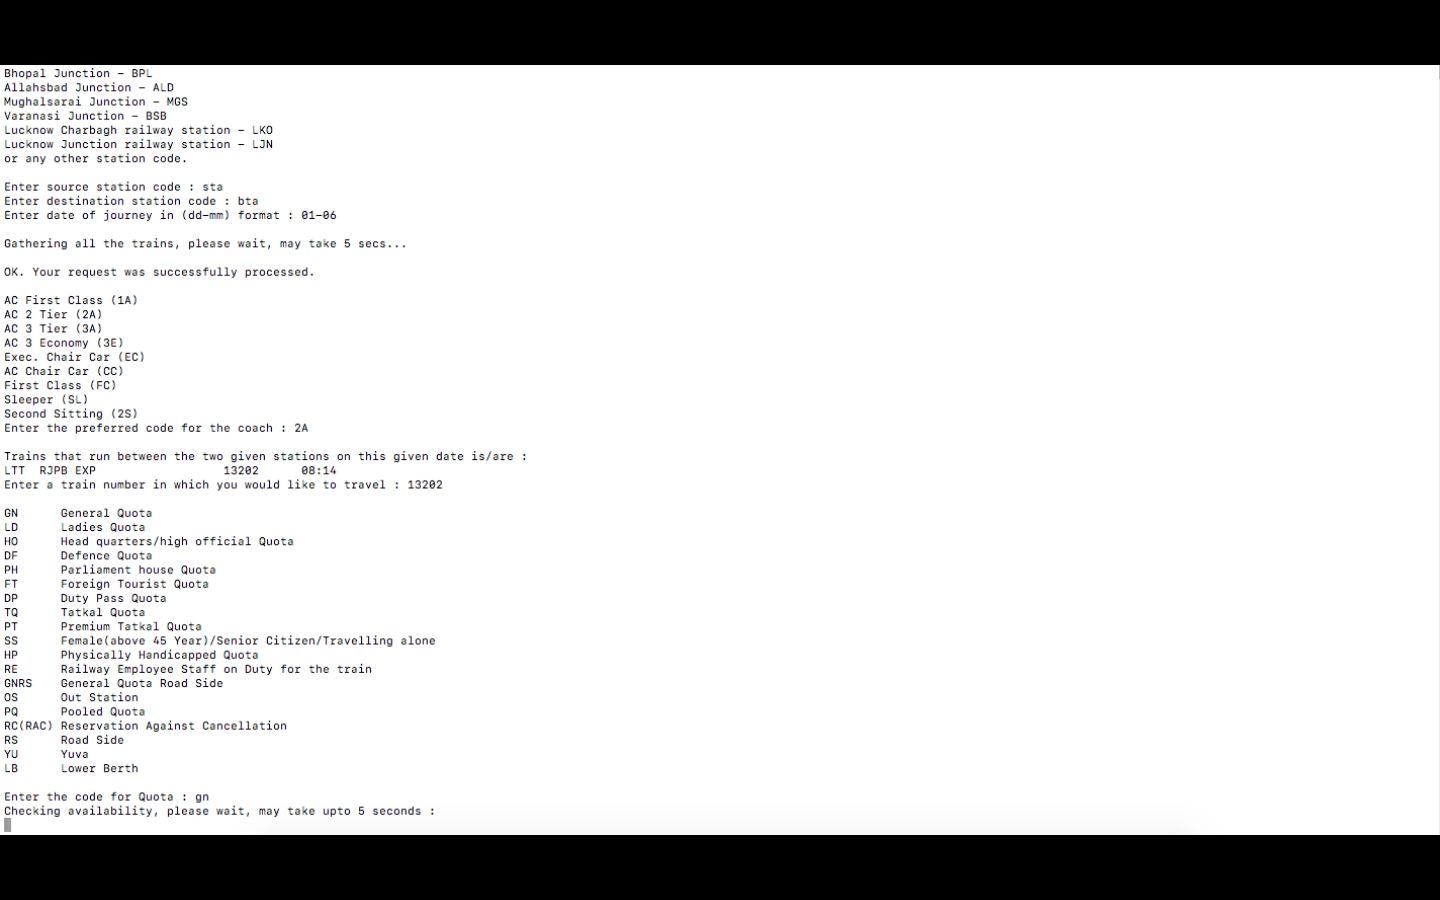 Bhopal Junction - BPL
Allahsbad Junction - ALD
Mughalsarai Junction - MGS
Varanasi Junction - BSB
Lucknow Charbagh railway station - LKO
Lucknow Junction railway station - LJN
or any other station code.
Enter source station code : sta
Enter destination station code : bta
Enter date of journey in (dd-mm) format : 01-06
Gathering all the trains, please wait, may take 5 secs...
OK. Your request was successfully processed.
AC First Class (1A)
AC 2 Tier (2A)
AC 3 Tier (3A)
AC 3 Economy (3E)
Exec. Chair Car (EC)
AC Chair Car (CC)
First Class (FC)
Sleeper (SL)
Second Sitting (2S)
Enter the preferred code for the coach : 2A
Trains that run between the two given stations on this given date is/are :
LTT  RJPB EXP                  13202      08:14
Enter a train number in which you would like to travel : 13202
GN      General Quota
LD      Ladies Quota
HO      Head quarters/high official Quota
DF      Defence Quota
PH      Parliament house Quota
FT      Foreign Tourist Quota
DP      Duty Pass Quota
TQ      Tatkal Quota
PT      Premium Tatkal Quota
SS      Female(above 45 Year)/Senior Citizen/Travelling alone
HP      Physically Handicapped Quota
RE      Railway Employee Staff on Duty for the train
GNRS    General Quota Road Side
OS      Out Station
PQ      Pooled Quota
RC(RAC) Reservation Against Cancellation
RS      Road Side
YU      Yuva
LB      Lower Berth
Enter the code for Quota : gn
Checking availability, please wait, may take upto 5 seconds :